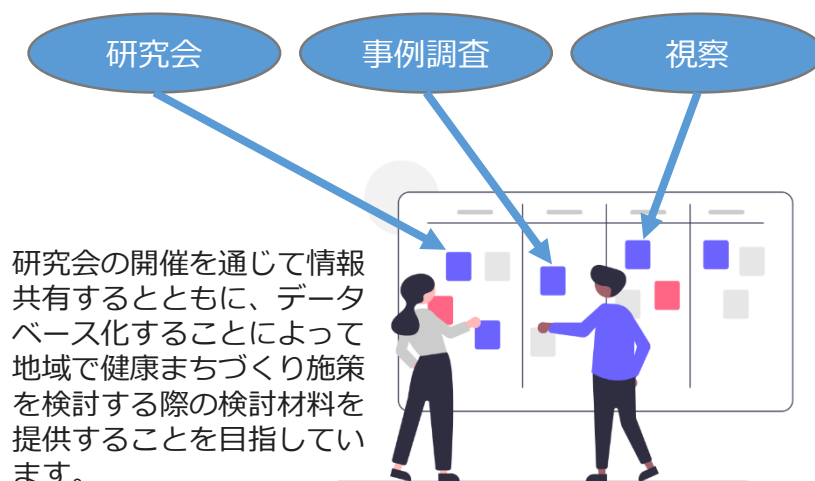 研究会
事例調査
視察
研究会の開催を通じて情報
共有するとともに、データ
ベース化することによって
地域で健康まちづくり施策
を検討する際の検討材料を
提供することを目指してい
ます。